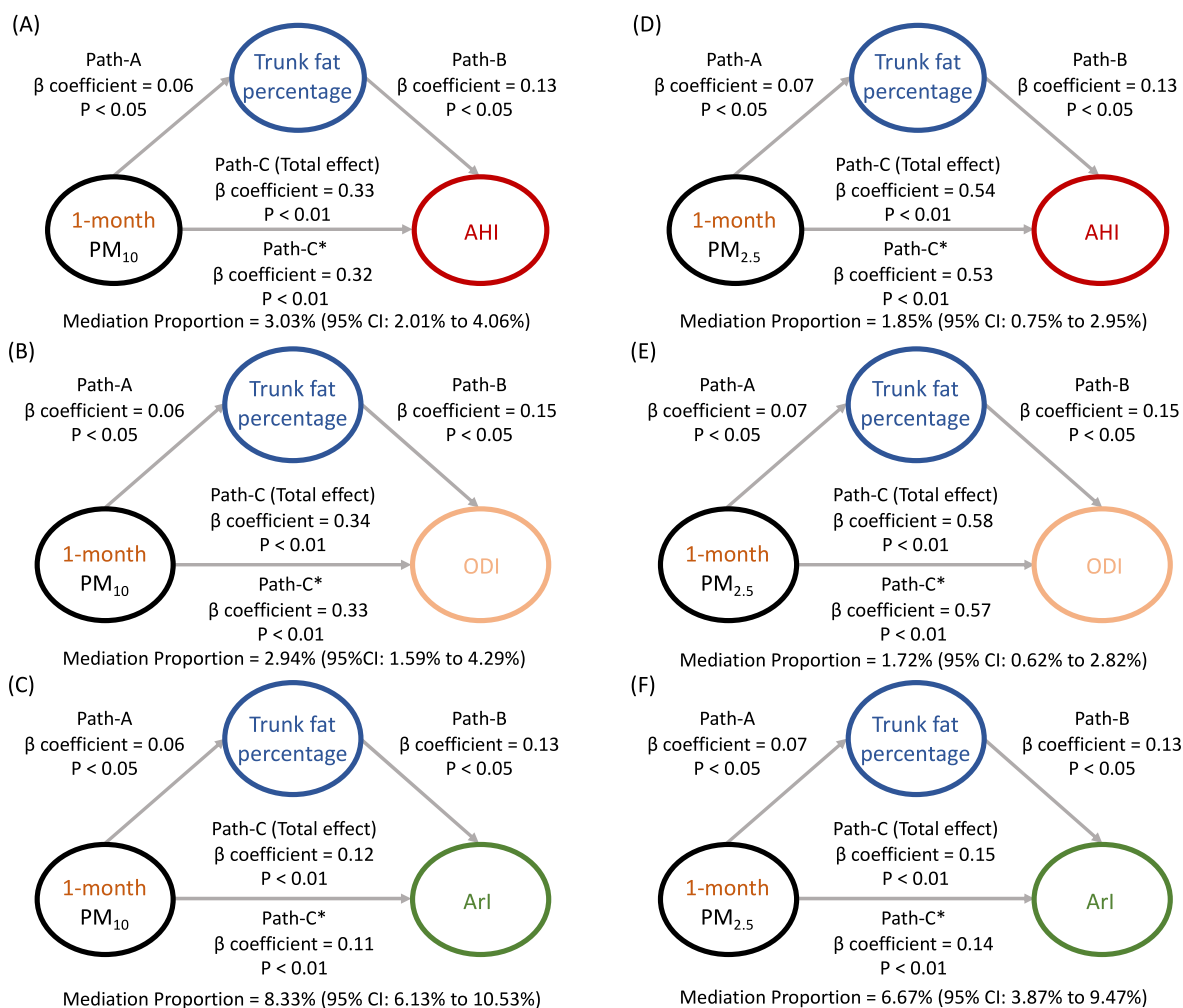 (A)
Path-A
β coefficient = 0.06
P < 0.05
Trunk fat
percentage
Path-B
β coefficient = 0.13
P < 0.05
Path-C (Total effect)
β coefficient = 0.33
P < 0.01
1-month
PM10
AHI
Path-C*
β coefficient = 0.32
P < 0.01
Mediation Proportion = 3.03% (95% CI: 2.01% to 4.06%)
(B)
Path-A
β coefficient = 0.06
P < 0.05
Trunk fat
percentage
Path-B
β coefficient = 0.15
P < 0.05
Path-C (Total effect)
β coefficient = 0.34
P < 0.01
1-month
PM10
ODI
Path-C*
β coefficient = 0.33
P < 0.01
Mediation Proportion = 2.94% (95%CI: 1.59% to 4.29%)
(C)
Path-A
β coefficient = 0.06
P < 0.05
Trunk fat
percentage
Path-B
β coefficient = 0.13
P < 0.05
Path-C (Total effect)
β coefficient = 0.12
P < 0.01
1-month
PM10
ArI
Path-C*
β coefficient = 0.11
P < 0.01
Mediation Proportion = 8.33% (95% CI: 6.13% to 10.53%)
(D)
Path-A
β coefficient = 0.07
P < 0.05
Trunk fat
percentage
Path-B
β coefficient = 0.13
P < 0.05
Path-C (Total effect)
β coefficient = 0.54
P < 0.01
1-month
PM2.5
AHI
Path-C*
β coefficient = 0.53
P < 0.01
Mediation Proportion = 1.85% (95% CI: 0.75% to 2.95%)
(E)
Path-A
β coefficient = 0.07
P < 0.05
Trunk fat
percentage
Path-B
β coefficient = 0.15
P < 0.05
Path-C (Total effect)
β coefficient = 0.58
P < 0.01
1-month
PM2.5
ODI
Path-C*
β coefficient = 0.57
P < 0.01
Mediation Proportion = 1.72% (95% CI: 0.62% to 2.82%)
(F)
Path-A
β coefficient = 0.07
P < 0.05
Trunk fat
percentage
Path-B
β coefficient = 0.13
P < 0.05
Path-C (Total effect)
β coefficient = 0.15
P < 0.01
1-month
PM2.5
ArI
Path-C*
β coefficient = 0.14
P < 0.01
Mediation Proportion = 6.67% (95% CI: 3.87% to 9.47%)